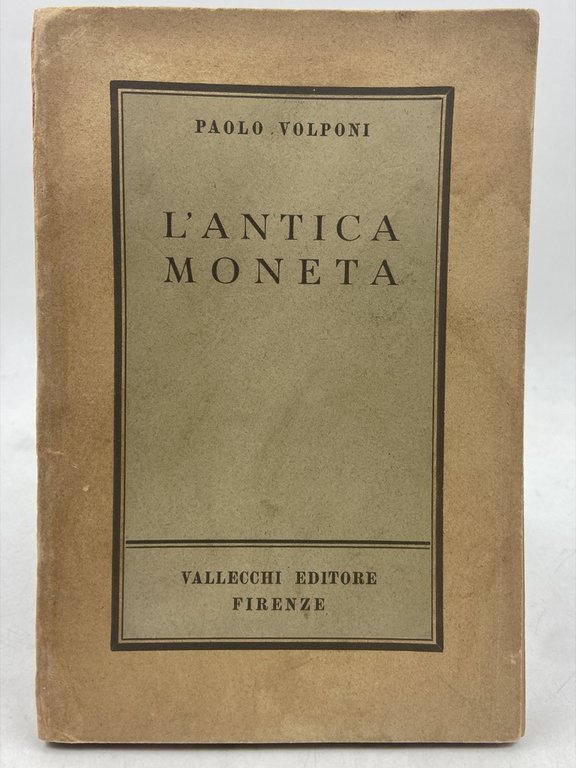 PAOLO VOLPONI
L'ANTICA
MONETA
VALLECCHI EDITORE
FIRENZE